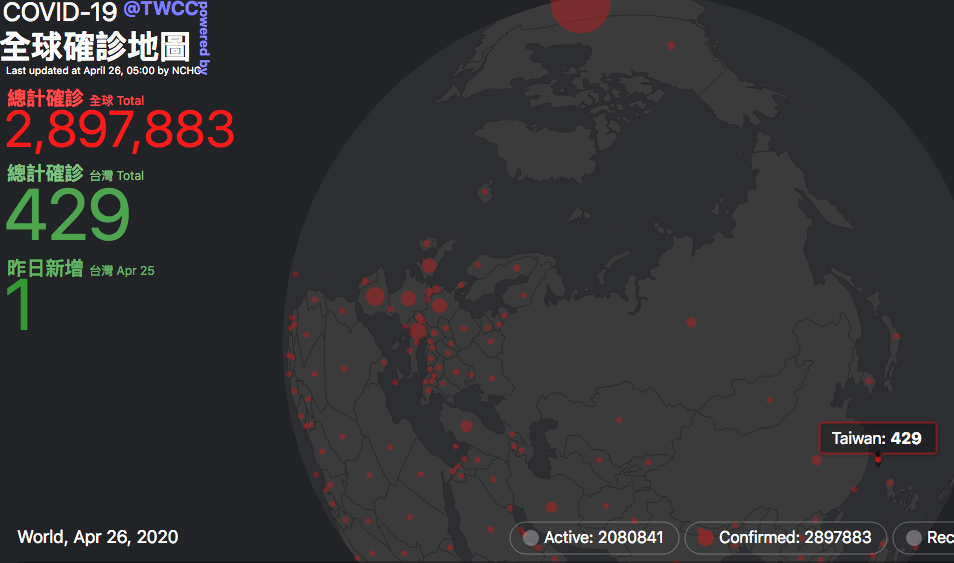 COVID-19 @TWCC
powered by
全球確診地圖
Last updated at April 26, 05:00 by NCHC
總計確診 全球 Total
2,897,883
總計確診 台灣 Total
429
昨日新增 台灣 Apr 25
1
Taiwan: 429
World, Apr 26, 2020
Active: 2080841
Confirmed: 2897883
Rec